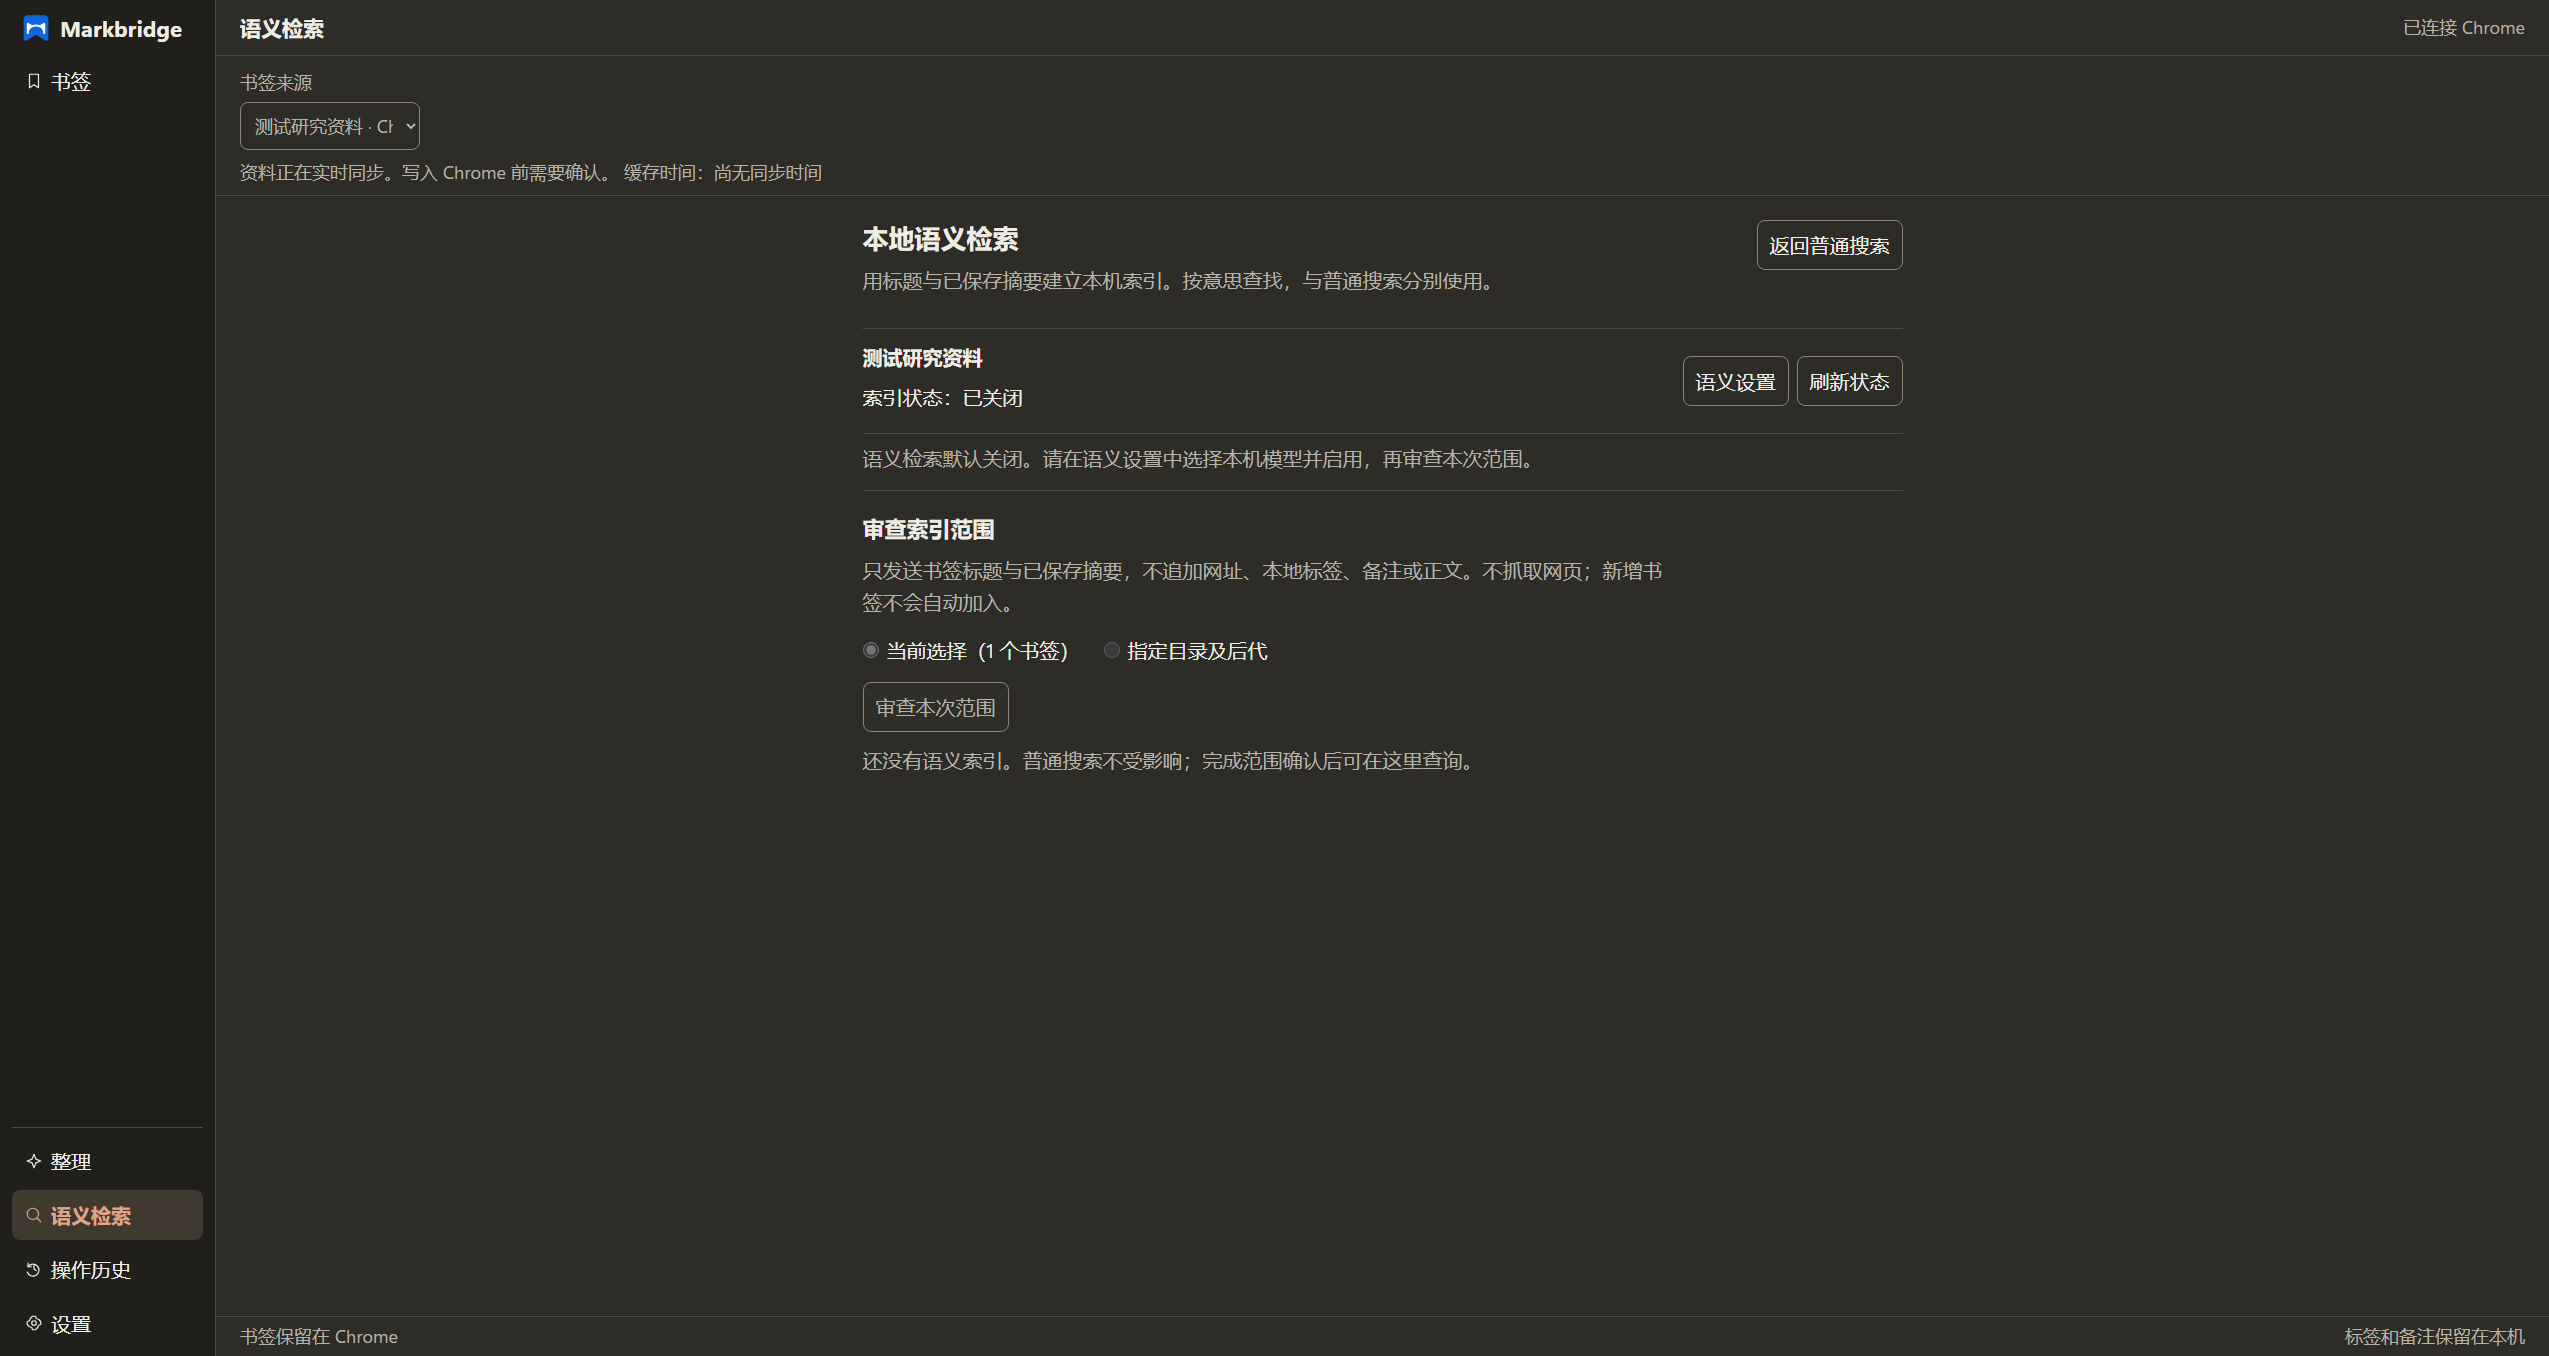 Markbridge
书签
整理
语义检索
操作历史
设置
语义检索
已连接 Chrome
书签来源
测试研究资料 · Ch
资料正在实时同步。写入 Chrome 前需要确认。 缓存时间：尚无同步时间
本地语义检索
返回普通搜索
用标题与已保存摘要建立本机索引。按意思查找，与普通搜索分别使用。
测试研究资料
索引状态：已关闭
语义设置
刷新状态
语义检索默认关闭。请在语义设置中选择本机模型并启用，再审查本次范围。
审查索引范围
只发送书签标题与已保存摘要，不追加网址、本地标签、备注或正文。不抓取网页；新增书
签不会自动加入。
当前选择（1 个书签）
指定目录及后代
审查本次范围
还没有语义索引。普通搜索不受影响；完成范围确认后可在这里查询。
书签保留在 Chrome
标签和备注保留在本机